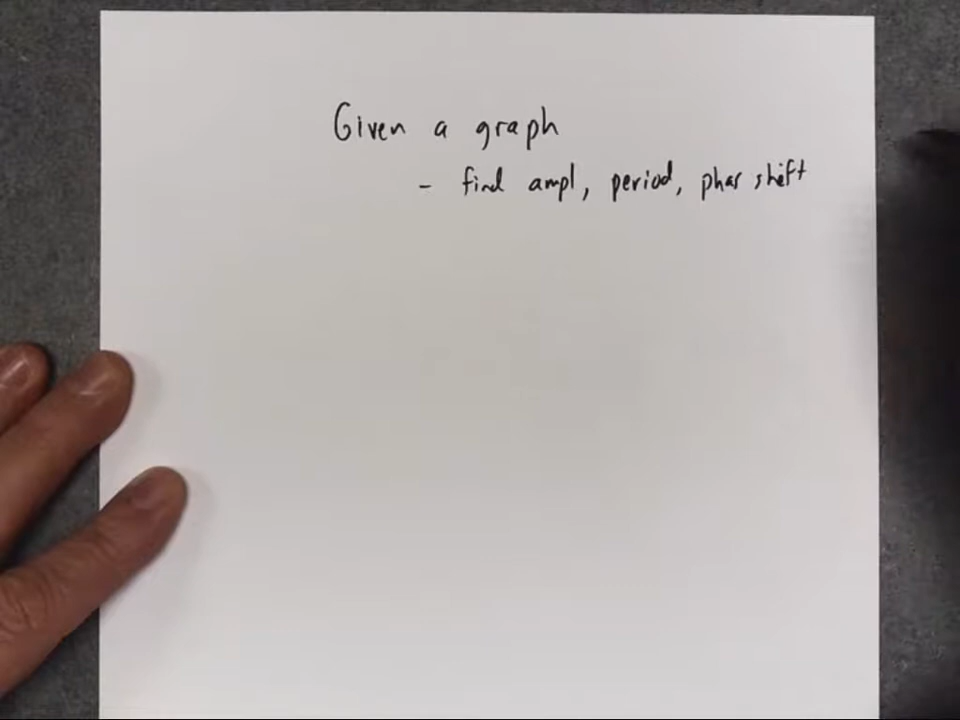 Given a graph
- find ampl, period, phas shift